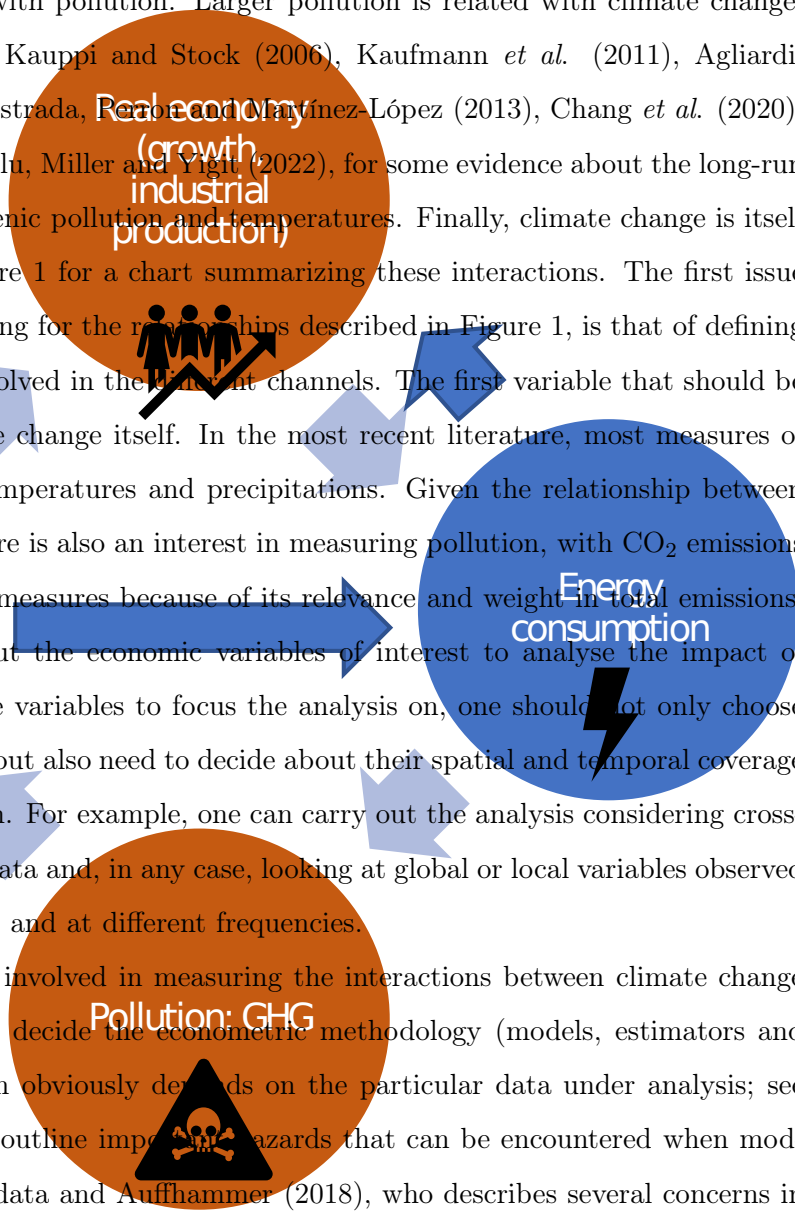 with pollution. Larger pollution is related with climate change
Kauppi and Stock (2006), Kaufmann et al. (2011), Agliardi
strada, Perron and Martínez-López (2013), Chang et al. (2020)
lu, Miller and Yigit (2022), for some evidence about the long-run
enic pollution and temperatures. Finally, climate change is itsel
re 1 for a chart summarizing these interactions. The first issue
ng for the relationships described in Figure 1, is that of defining
olved in the different channels. The first variable that should be
e change itself. In the most recent literature, most measures o
mperatures and precipitations. Given the relationship between
re is also an interest in measuring pollution, with CO₂ emissions
measures because of its relevance and weight in total emissions
ut the economic variables of interest to analyse the impact o
e variables to focus the analysis on, one should not only choose
out also need to decide about their spatial and temporal coverage
n. For example, one can carry out the analysis considering cross
ata and, in any case, looking at global or local variables observed
and at different frequencies.
involved in measuring the interactions between climate change
decide the econometric methodology (models, estimators and
n obviously depends on the particular data under analysis; see
outline important hazards that can be encountered when mod
data and Auffhammer (2018), who describes several concerns in
Real economy
(growth,
industrial
production)
Energy
consumption
Pollution: GHG